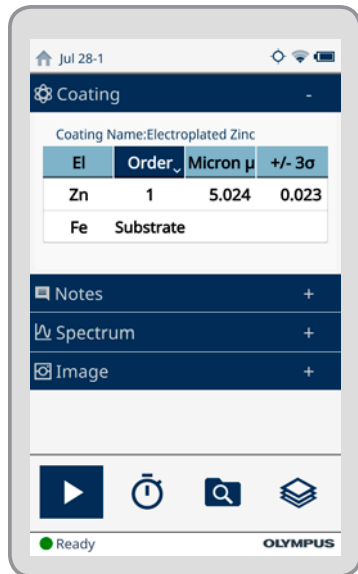 Jul 28-1
Coating -
Coating Name:Electroplated Zinc
El Order Micron μ +/- 3σ
Zn 1 5.024 0.023
Fe Substrate
Notes +
Spectrum +
Image +
Ready OLYMPUS